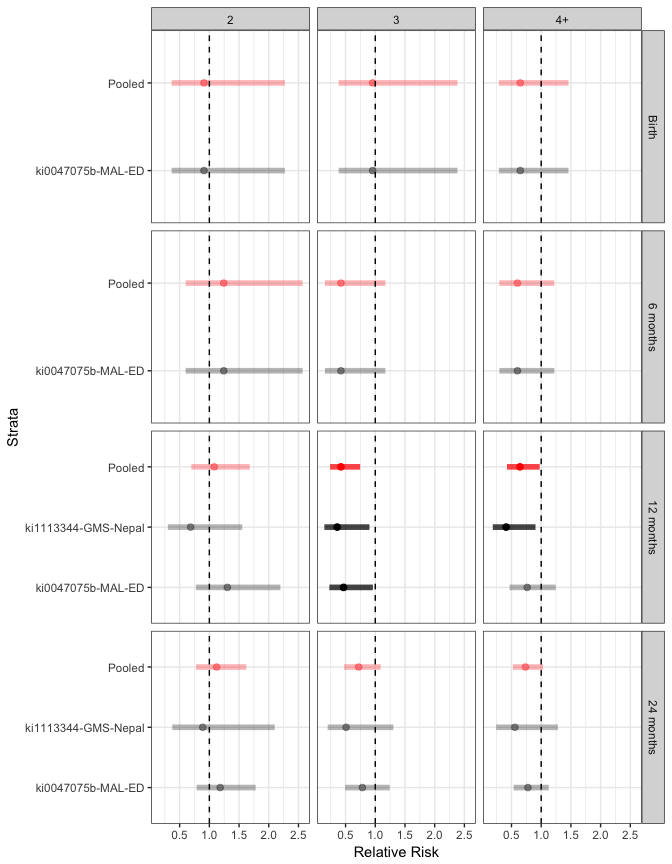 2 3 4+
Pooled
ki0047075b-MAL-ED
Birth
Pooled
ki0047075b-MAL-ED
6 months
Pooled
ki1113344-GMS-Nepal
ki0047075b-MAL-ED
12 months
Pooled
ki1113344-GMS-Nepal
ki0047075b-MAL-ED
24 months
Strata
0.5 1.0 1.5 2.0 2.5 0.5 1.0 1.5 2.0 2.5 0.5 1.0 1.5 2.0 2.5
Relative Risk